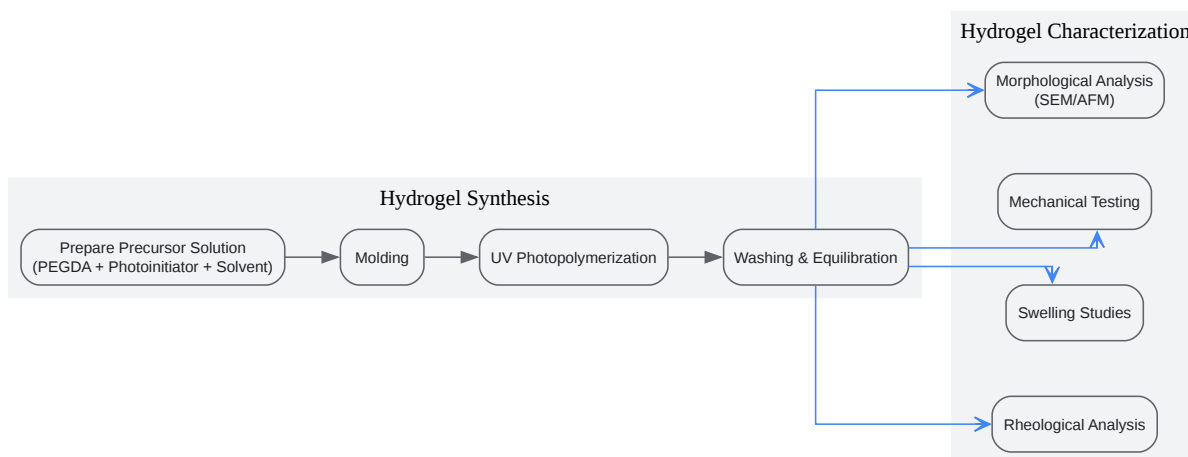 Hydrogel Synthesis
Prepare Precursor Solution
(PEGDA + Photoinitiator + Solvent)
Molding
UV Photopolymerization
Washing & Equilibration
Hydrogel Characterization
Morphological Analysis
(SEM/AFM)
Mechanical Testing
Swelling Studies
Rheological Analysis